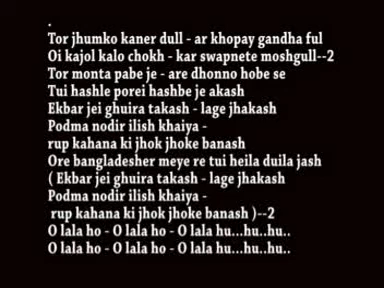 .
Tor jhumko kaner dull - ar khopay gandha ful
Oi kajol kalo chokh - kar swapnete moshgull--2
Tor monta pabe je - are dhonno hobe se
Tui hashle porei hashbe je akash
Ekbar jei ghuira takash - lage jhakash
Podma nodir ilish khaiya -
rup kahana ki jhok jhoke banash
Ore bangladesher meye re tui heila duila jash
( Ekbar jei ghuira takash - lage jhakash
Podma nodir ilish khaiya -
rup kahana ki jhok jhoke banash )--2
O lala ho - O lala ho - O lala hu...hu..hu..
O lala ho - O lala ho - O lala hu...hu..hu..